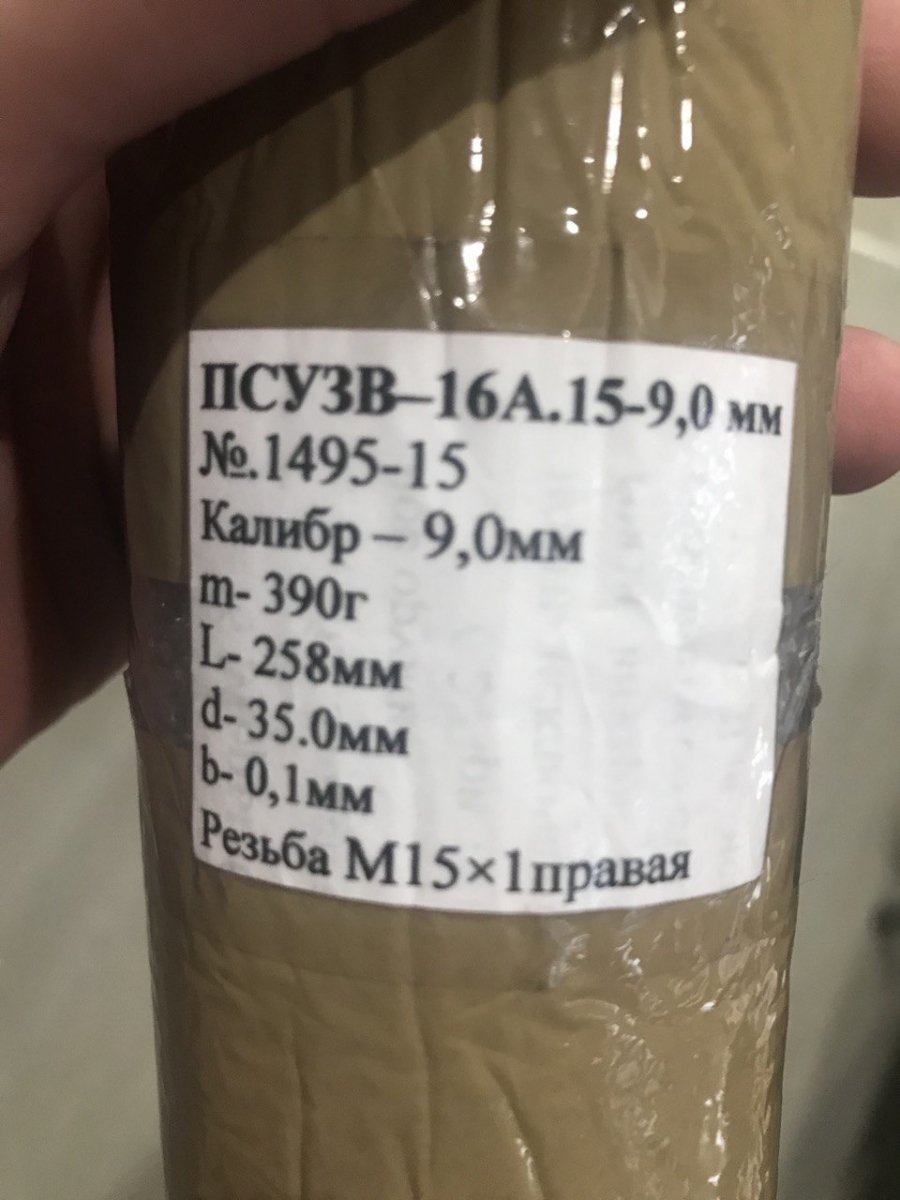 ПСУЗВ–16А.15-9,0 мм
№.1495-15
Калибр – 9,0мм
m- 390г
L- 258мм
d- 35.0мм
b- 0,1мм
Резьба М15×1правая